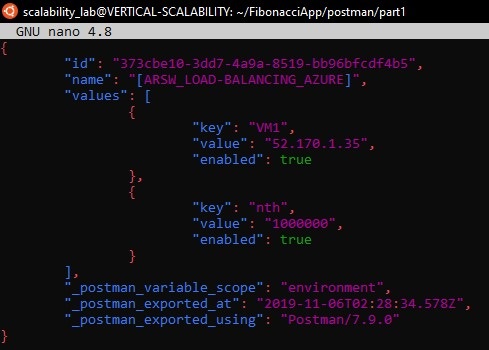 scalability_lab@VERTICAL-SCALABILITY: ~/FibonacciApp/postman/part1
GNU nano 4.8
{
"id": "373cbe10-3dd7-4a9a-8519-bb96bfcdf4b5",
"name": "[ARSW_LOAD-BALANCING_AZURE]",
"values": [
{
"key": "VM1",
"value": "52.170.1.35",
"enabled": true
},
{
"key": "nth",
"value": "1000000",
"enabled": true
}
],
"_postman_variable_scope": "environment",
"_postman_exported_at": "2019-11-06T02:28:34.578Z",
"_postman_exported_using": "Postman/7.9.0"
}